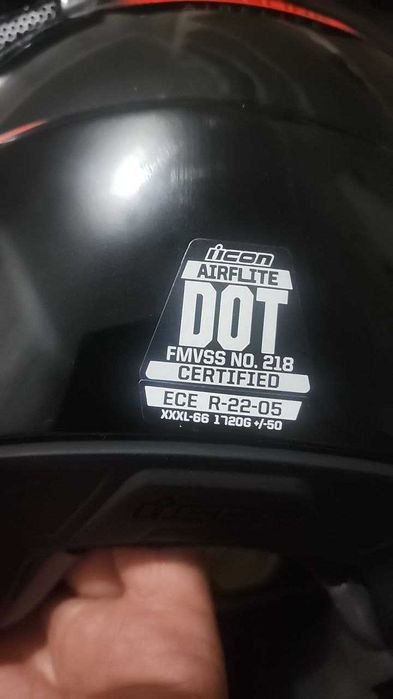 icon
AIRFLITE
DOT
FMVSS NO. 218
CERTIFIED
ECE R-22-05
XXXL-66 1720G +/-50